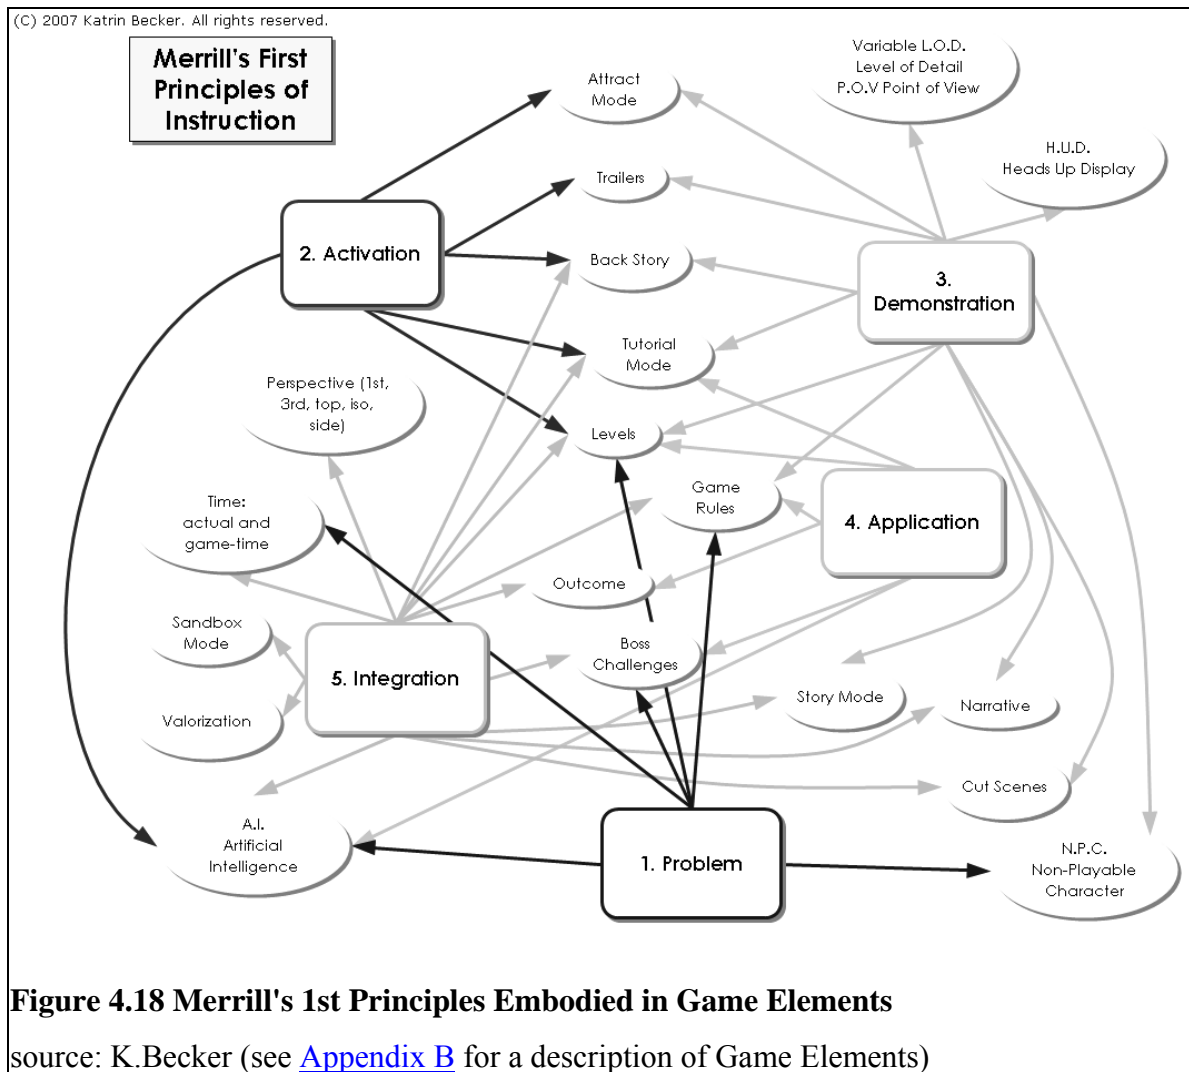 (C) 2007 Katrin Becker. All rights reserved.
Merrill's First
Principles of
Instruction
Attract
Mode
Variable L.O.D.
Level of Detail
P.O.V Point of View
H.U.D.
Heads Up Display
Trailers
2. Activation
Back Story
3.
Demonstration
Tutorial
Mode
Perspective (1st,
3rd, top, iso,
side)
Levels
Time:
actual and
game-time
Game
Rules
4. Application
Outcome
Sandbox
Mode
Boss
Challenges
5. Integration
Story Mode
Narrative
Valorization
Cut Scenes
A.I.
Artificial
Intelligence
1. Problem
N.P.C.
Non-Playable
Character
Figure 4.18 Merrill's 1st Principles Embodied in Game Elements
source: K.Becker (see Appendix B for a description of Game Elements)